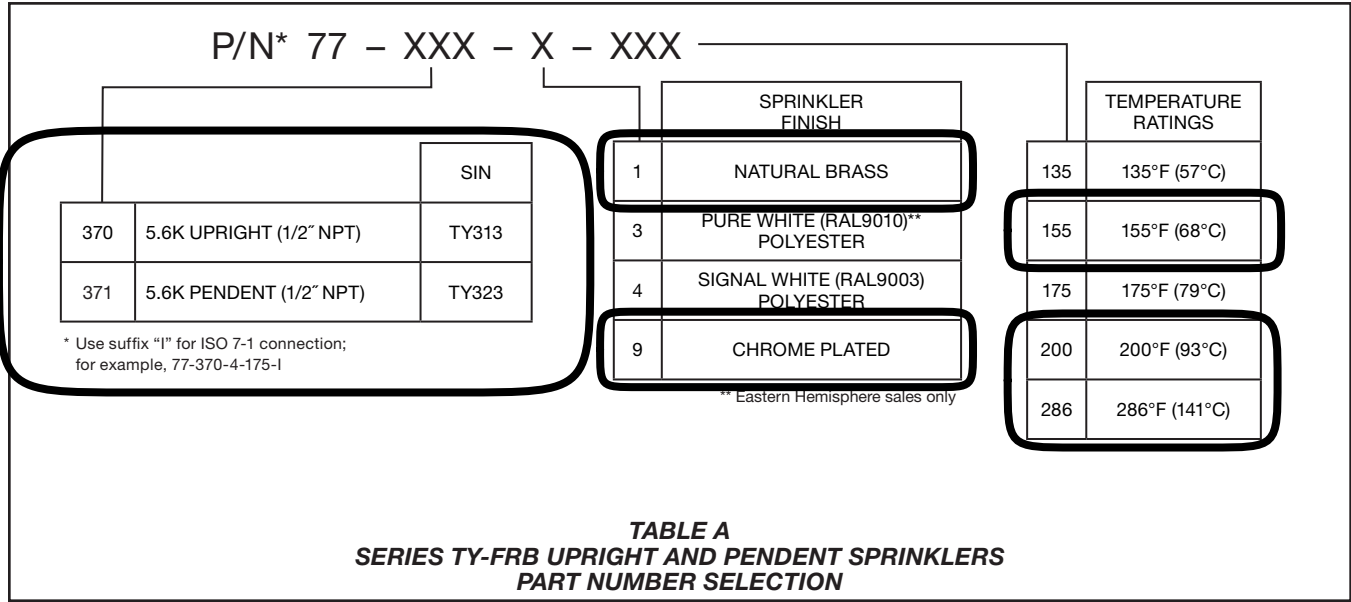 P/N* 77 – XXX – X – XXX
SIN
370 5.6K UPRIGHT (1/2˝ NPT) TY313
371 5.6K PENDENT (1/2˝ NPT) TY323
* Use suffix “I” for ISO 7-1 connection;
for example, 77-370-4-175-I
SPRINKLER
FINISH
1 NATURAL BRASS
3 PURE WHITE (RAL9010)**
POLYESTER
4 SIGNAL WHITE (RAL9003)
POLYESTER
9 CHROME PLATED
** Eastern Hemisphere sales only
TEMPERATURE
RATINGS
135 135°F (57°C)
155 155°F (68°C)
175 175°F (79°C)
200 200°F (93°C)
286 286°F (141°C)
TABLE A
SERIES TY-FRB UPRIGHT AND PENDENT SPRINKLERS
PART NUMBER SELECTION